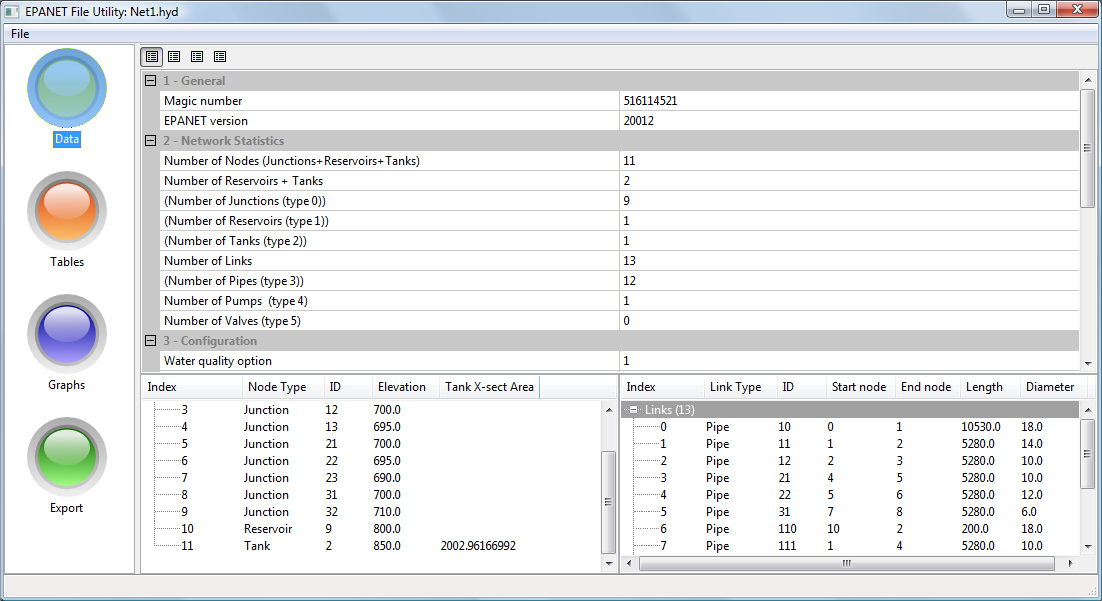 EPANET File Utility: Net1.hyd
File
Data
Tables
Graphs
Export
1 - General
Magic number 516114521
EPANET version 20012
2 - Network Statistics
Number of Nodes (Junctions+Reservoirs+Tanks) 11
Number of Reservoirs + Tanks 2
(Number of Junctions (type 0)) 9
(Number of Reservoirs (type 1)) 1
(Number of Tanks (type 2)) 1
Number of Links 13
(Number of Pipes (type 3)) 12
Number of Pumps (type 4) 1
Number of Valves (type 5) 0
3 - Configuration
Water quality option 1
Index Node Type ID Elevation Tank X-sect Area
3 Junction 12 700.0
4 Junction 13 695.0
5 Junction 21 700.0
6 Junction 22 695.0
7 Junction 23 690.0
8 Junction 31 700.0
9 Junction 32 710.0
10 Reservoir 9 800.0
11 Tank 2 850.0 2002.96166992
Index Link Type ID Start node End node Length Diameter
Links (13)
0 Pipe 10 0 1 10530.0 18.0
1 Pipe 11 1 2 5280.0 14.0
2 Pipe 12 2 3 5280.0 10.0
3 Pipe 21 4 5 5280.0 10.0
4 Pipe 22 5 6 5280.0 12.0
5 Pipe 31 7 8 5280.0 6.0
6 Pipe 110 10 2 200.0 18.0
7 Pipe 111 1 4 5280.0 10.0